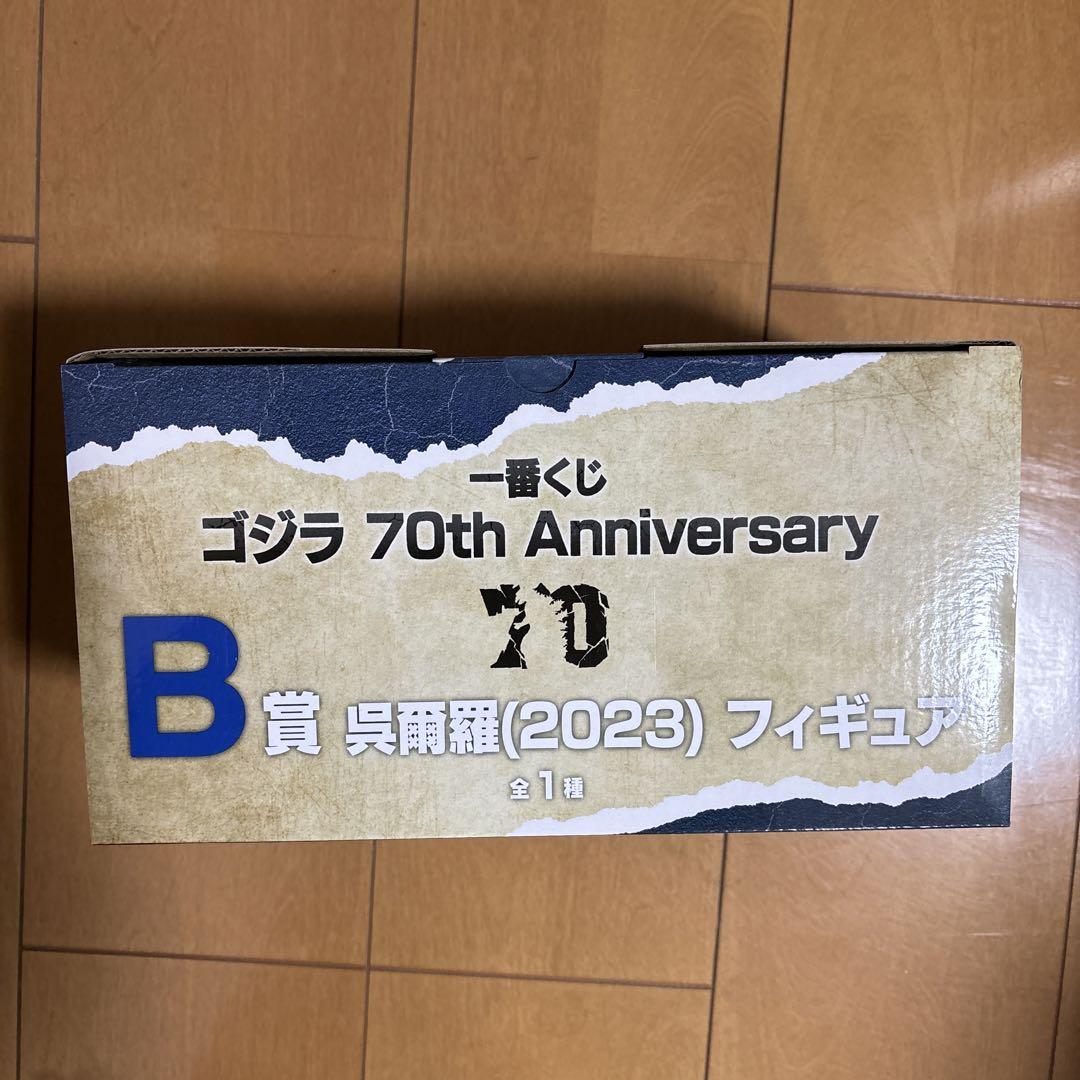 一番くじ
ゴジラ 70th Anniversary
70
B賞 呉爾羅(2023) フィギュア
全1種